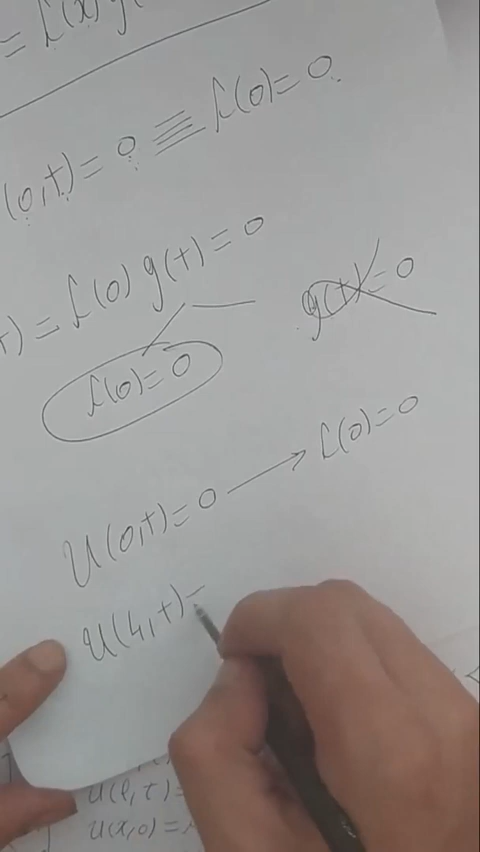 = f(x) g(
(0,t) = 0 ≡ f(0) = 0
t) = f(0) g(t) = 0
f(0) = 0
g(t) = 0
U(0,t) = 0 → f(0) = 0
U(4,t) =
u(ℓ,t) =
u(x,0) =